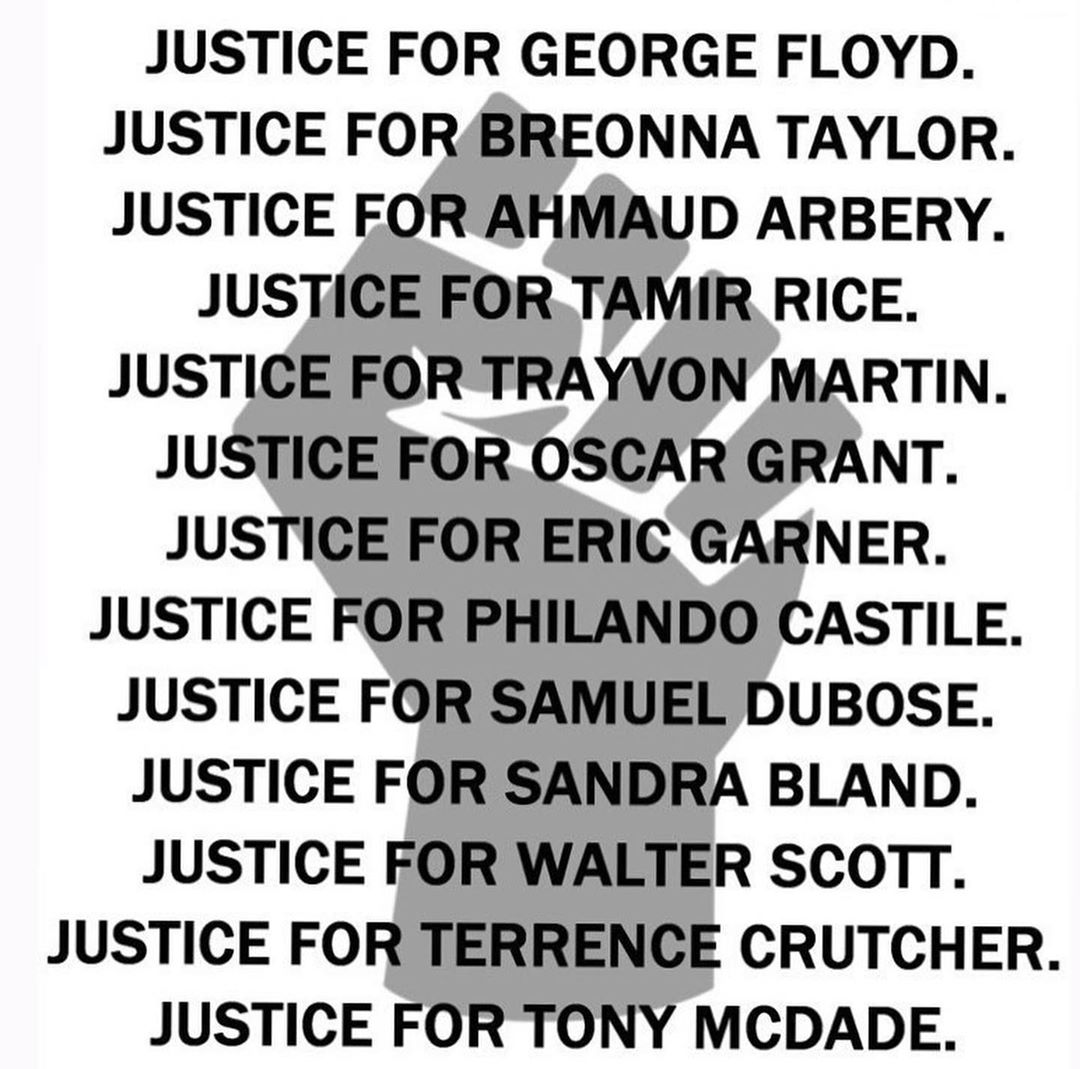 JUSTICE FOR GEORGE FLOYD.
JUSTICE FOR BREONNA TAYLOR.
JUSTICE FOR AHMAUD ARBERY.
JUSTICE FOR TAMIR RICE.
JUSTICE FOR TRAYVON MARTIN.
JUSTICE FOR OSCAR GRANT.
JUSTICE FOR ERIC GARNER.
JUSTICE FOR PHILANDO CASTILE.
JUSTICE FOR SAMUEL DUBOSE.
JUSTICE FOR SANDRA BLAND.
JUSTICE FOR WALTER SCOTT.
JUSTICE FOR TERRENCE CRUTCHER.
JUSTICE FOR TONY MCDADE.